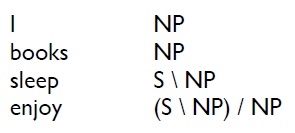 I NP
books NP
sleep S \ NP
enjoy (S \ NP) / NP